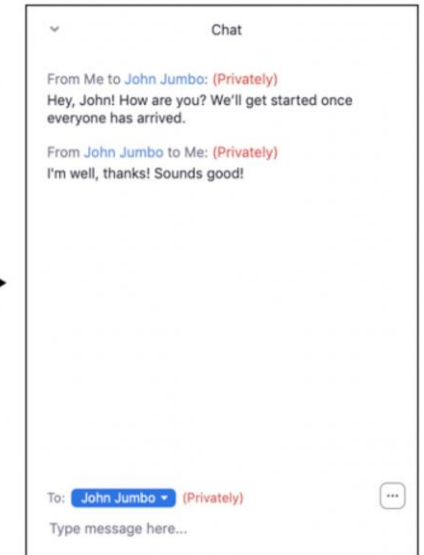 Chat
From Me to John Jumbo: (Privately)
Hey, John! How are you? We'll get started once
everyone has arrived.
From John Jumbo to Me: (Privately)
I'm well, thanks! Sounds good!
To: John Jumbo (Privately)
Type message here...